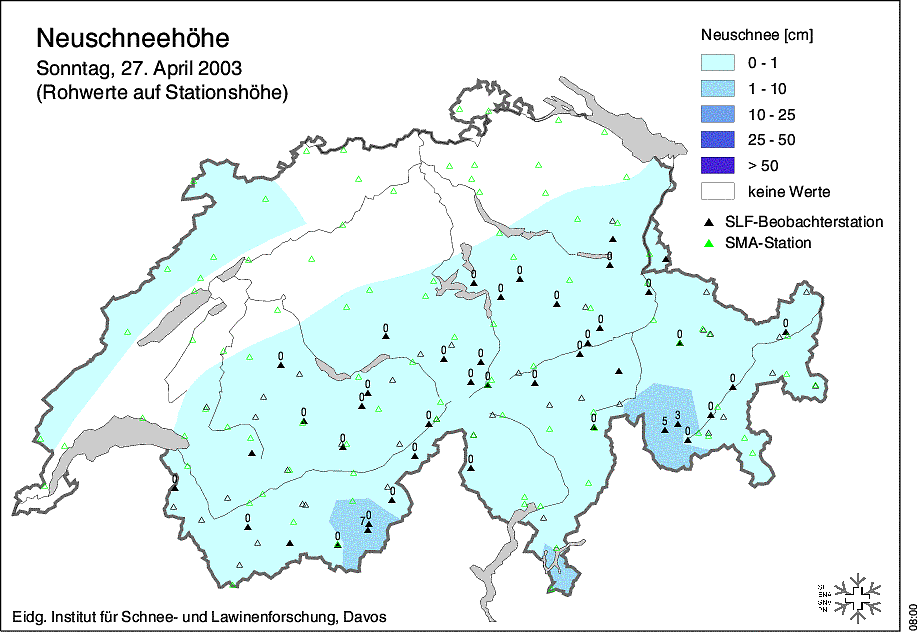 Neuschneehöhe
Sonntag, 27. April 2003
(Rohwerte auf Stationshöhe)
Neuschnee [cm]
0 - 1
1 - 10
10 - 25
25 - 50
> 50
keine Werte
SLF-Beobachterstation
SMA-Station
0
0 0
0 0
0
0
0
0
0
0 0
0
0
0 0
0
0
0
0
0
0
0 0
5 3
0
0
0
0
0
0
0
0
7 0
0
Eidg. Institut für Schnee- und Lawinenforschung, Davos
08:00